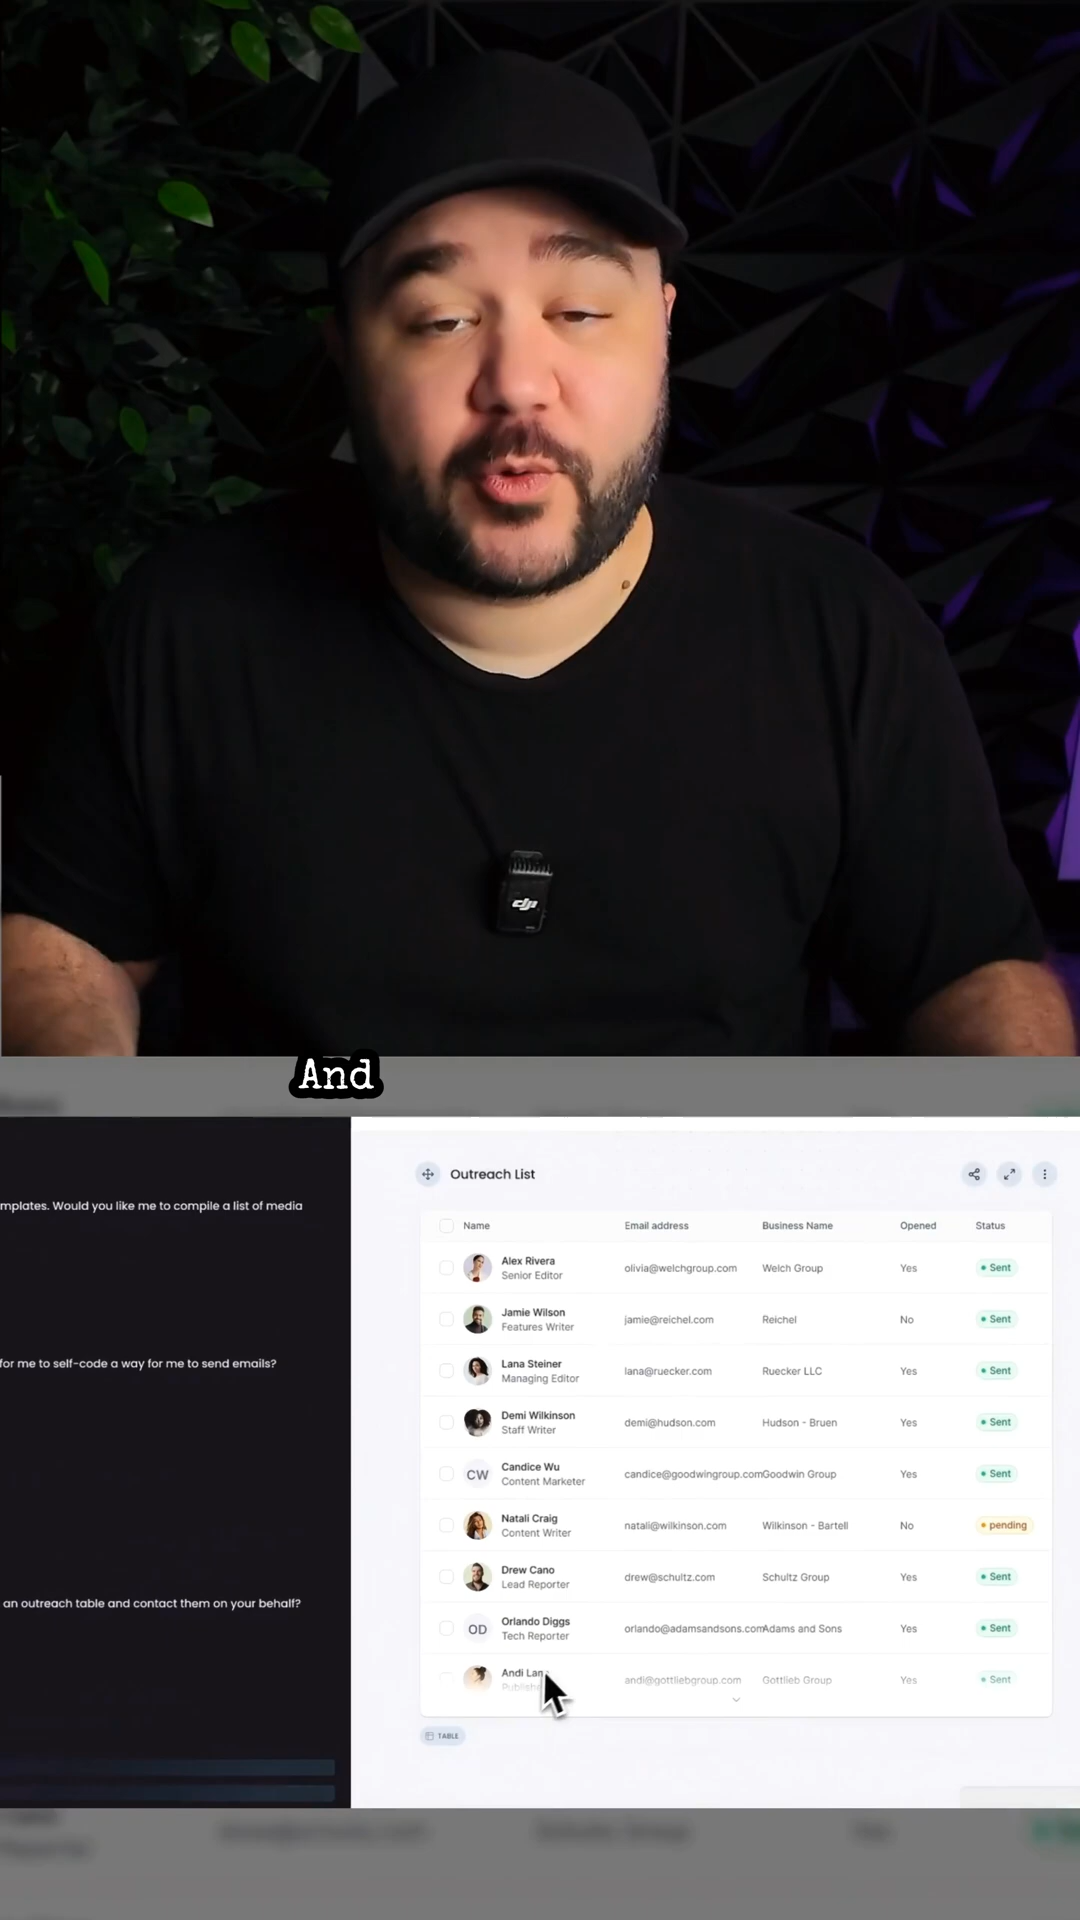 dji
And
mplates. Would you like me to compile a list of media
for me to self-code a way for me to send emails?
an outreach table and contact them on your behalf?
Outreach List
Name Email address Business Name Opened Status
Alex Rivera
Senior Editor
olivia@welchgroup.com Welch Group Yes Sent
Jamie Wilson
Features Writer
jamie@reichel.com Reichel No Sent
Lana Steiner
Managing Editor
lana@ruecker.com Ruecker LLC Yes Sent
Demi Wilkinson
Staff Writer
demi@hudson.com Hudson - Bruen Yes Sent
CW
Candice Wu
Content Marketer
candice@goodwingroup.com Goodwin Group Yes Sent
Natali Craig
Content Writer
natali@wilkinson.com Wilkinson - Bartell No pending
Drew Cano
Lead Reporter
drew@schultz.com Schultz Group Yes Sent
OD
Orlando Diggs
Tech Reporter
orlando@adamsandsons.com Adams and Sons Yes Sent
Andi Lane
andi@gottliebgroup.com Gottlieb Group Yes Sent
TABLE